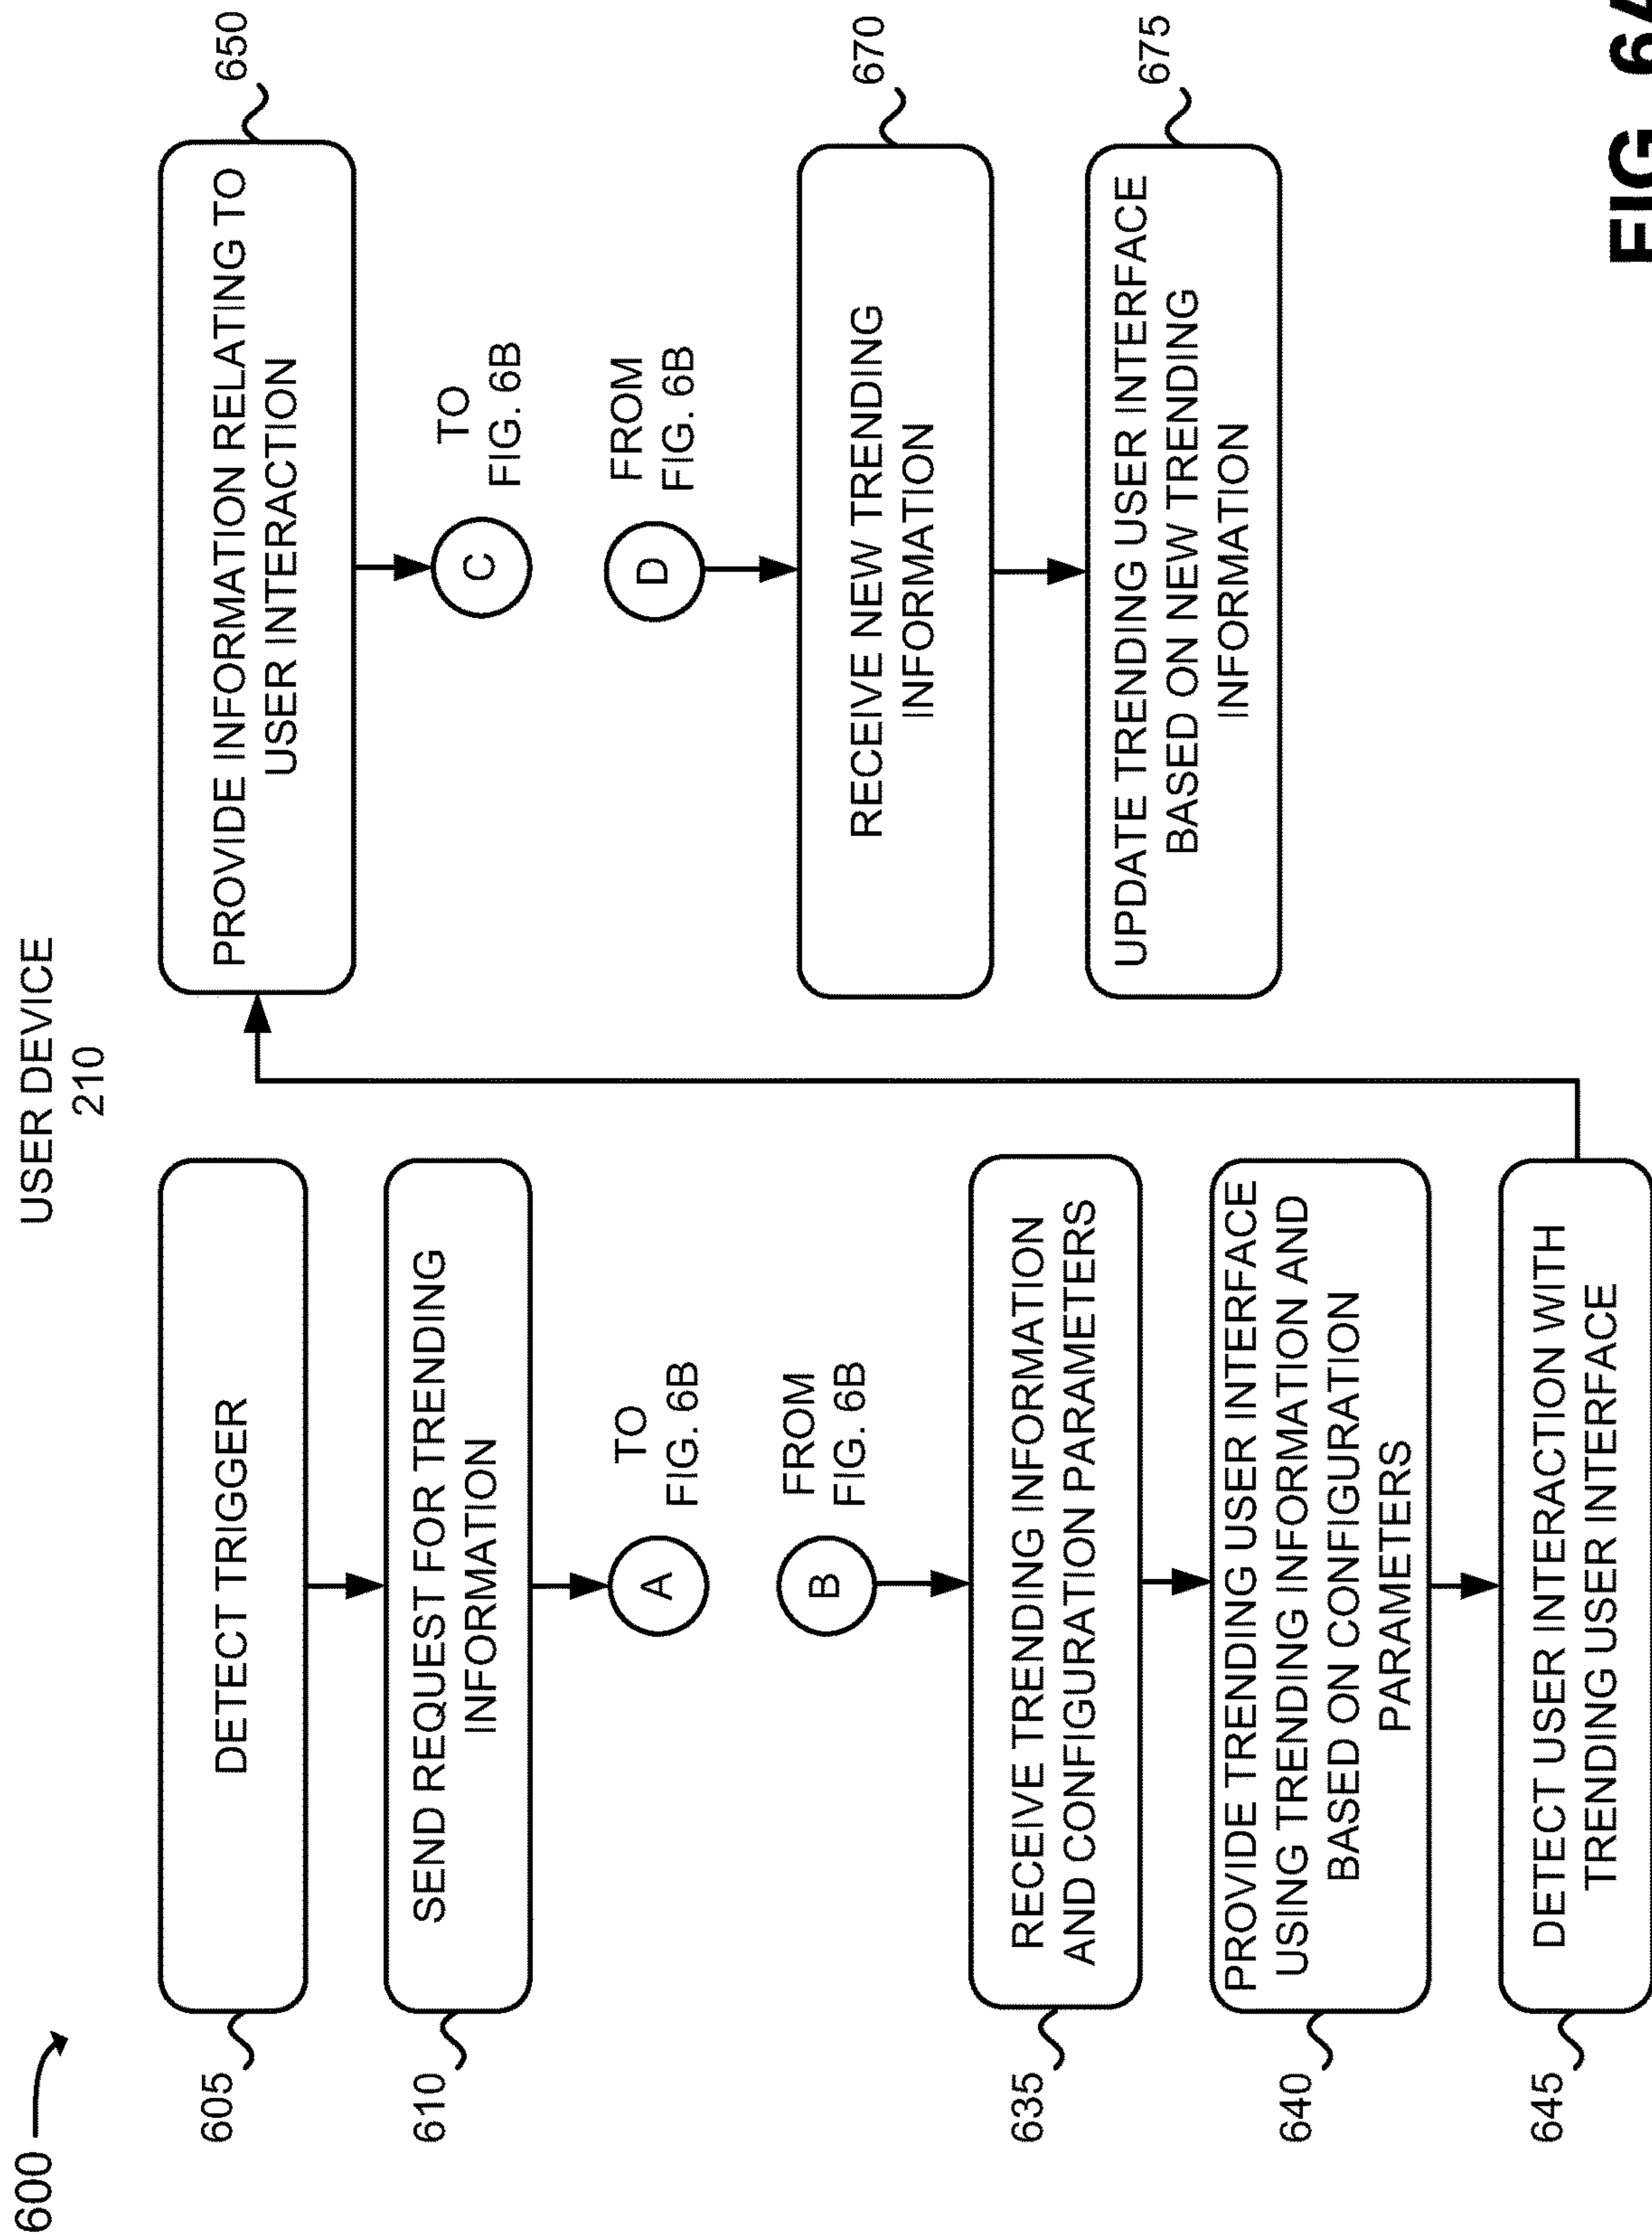 600
USER DEVICE
210
605
DETECT TRIGGER
610
SEND REQUEST FOR TRENDING
INFORMATION
A
TO
FIG. 6B
B
FROM
FIG. 6B
635
RECEIVE TRENDING INFORMATION
AND CONFIGURATION PARAMETERS
640
PROVIDE TRENDING USER INTERFACE
USING TRENDING INFORMATION AND
BASED ON CONFIGURATION
PARAMETERS
645
DETECT USER INTERACTION WITH
TRENDING USER INTERFACE
650
PROVIDE INFORMATION RELATING TO
USER INTERACTION
C
TO
FIG. 6B
D
FROM
FIG. 6B
670
RECEIVE NEW TRENDING
INFORMATION
675
UPDATE TRENDING USER INTERFACE
BASED ON NEW TRENDING
INFORMATION
FIG. 6A